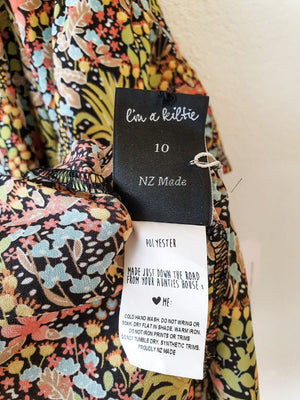 i'm a kiltie
10
NZ Made
POLYESTER
MADE JUST DOWN THE ROAD
FROM YOUR AUNTIES HOUSE
♥ ME:
COLD HAND WASH. DO NOT WRING OR
SOAK. DRY FLAT IN SHADE. WARM IRON.
DO NOT IRON PRINTS OR TRIMS
DO NOT TUMBLE DRY. SYNTHETIC TRIMS.
PROUDLY NZ MADE